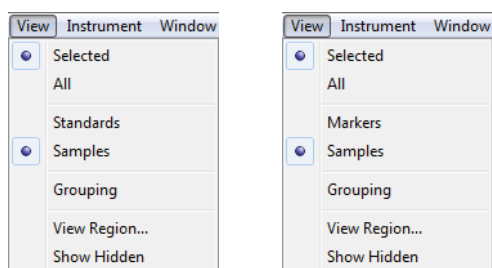 View Instrument Window
Selected
All
Standards
Samples
Grouping
View Region...
Show Hidden
View Instrument Window
Selected
All
Markers
Samples
Grouping
View Region...
Show Hidden